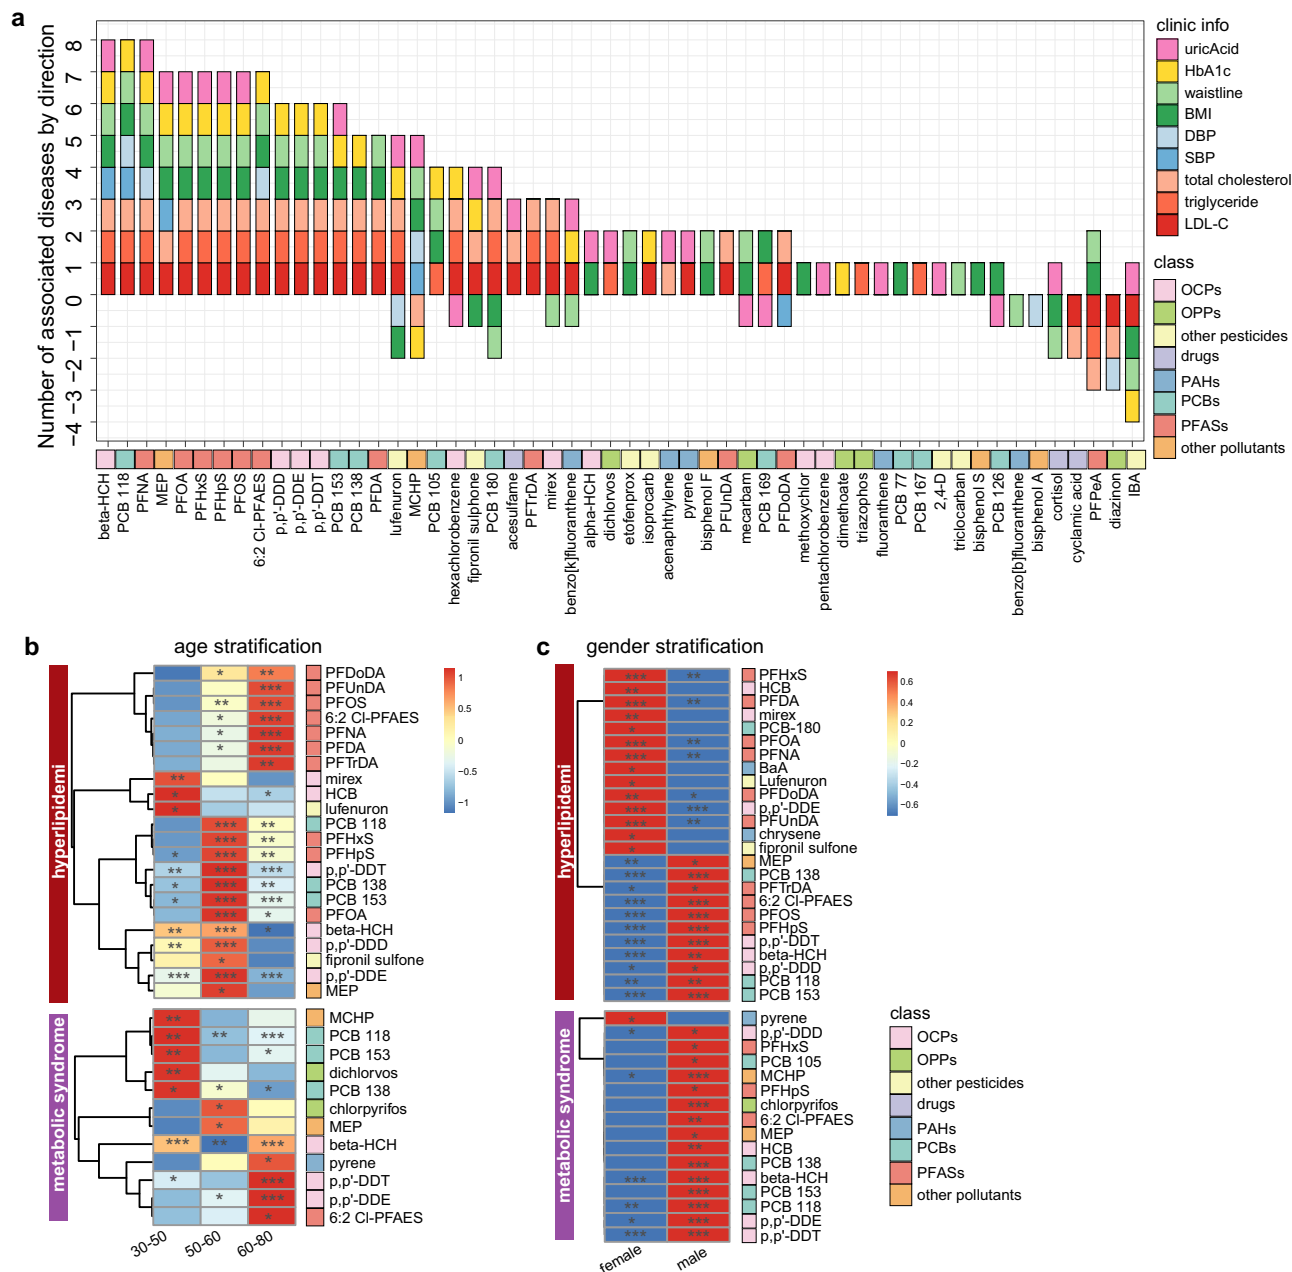 a
Number of associated diseases by direction
8
7
6
5
4
3
2
1
0
−1
−2
−3
−4
beta-HCH
PCB 118
PFNA
MEP
PFOA
PFHxS
PFHpS
PFOS
6:2 Cl-PFAES
p,p'-DDD
p,p'-DDE
p,p'-DDT
PCB 153
PCB 138
PFDA
lufenuron
MCHP
PCB 105
hexachlorobenzene
fipronil sulphone
PCB 180
acesulfame
PFTrDA
mirex
benzo[k]fluoranthene
alpha-HCH
dichlorvos
etofenprox
isoprocarb
acenaphtylene
pyrene
bisphenol F
PFUnDA
mecarbam
PCB 169
PFDoDA
methoxychlor
pentachlorobenzene
dimethoate
triazophos
fluoranthene
PCB 77
PCB 167
2,4-D
triclocarban
bisphenol S
PCB 126
benzo[b]fluoranthene
bisphenol A
cortisol
cyclamic acid
PFPeA
diazinon
IBA
clinic info
uricAcid
HbA1c
waistline
BMI
DBP
SBP
total cholesterol
triglyceride
LDL-C
class
OCPs
OPPs
other pesticides
drugs
PAHs
PCBs
PFASs
other pollutants
b
age stratification
hyperlipidemi
* ** PFDoDA
*** PFUnDA
** *** PFOS
* *** 6:2 Cl-PFAES
* *** PFNA
* *** PFDA
** PFTrDA
** mirex
* * HCB
* lufenuron
*** ** PCB 118
*** ** PFHxS
* *** ** PFHpS
** *** *** p,p'-DDT
* *** ** PCB 138
* *** *** PCB 153
*** * PFOA
** *** * beta-HCH
** *** p,p'-DDD
* fipronil sulfone
*** *** *** p,p'-DDE
* MEP
metabolic syndrome
** MCHP
** ** *** PCB 118
** * PCB 153
** dichlorvos
* * * PCB 138
* chlorpyrifos
* MEP
*** ** *** beta-HCH
* pyrene
* *** p,p'-DDT
* *** p,p'-DDE
* 6:2 Cl-PFAES
30-50
50-60
60-80
1
0.5
0
−0.5
−1
c
gender stratification
hyperlipidemi
*** ** PFHxS
** HCB
*** ** PFDA
** mirex
* PCB-180
*** ** PFOA
*** ** PFNA
* BaA
* Lufenuron
** * PFDoDA
*** *** p,p'-DDE
*** ** PFUnDA
* chrysene
* fipronil sulfone
** * MEP
*** *** PCB 138
* * PFTrDA
*** *** 6:2 Cl-PFAES
*** *** PFOS
*** *** PFHpS
*** *** p,p'-DDT
*** ** beta-HCH
* * p,p'-DDD
** ** PCB 118
*** *** PCB 153
metabolic syndrome
* pyrene
* * p,p'-DDD
* PFHxS
* PCB 105
* *** MCHP
* PFHpS
*** chlorpyrifos
** 6:2 Cl-PFAES
* MEP
** HCB
*** PCB 138
*** *** beta-HCH
*** PCB 153
** *** PCB 118
* *** p,p'-DDE
*** *** p,p'-DDT
female
male
0.6
0.4
0.2
0
−0.2
−0.4
−0.6
class
OCPs
OPPs
other pesticides
drugs
PAHs
PCBs
PFASs
other pollutants